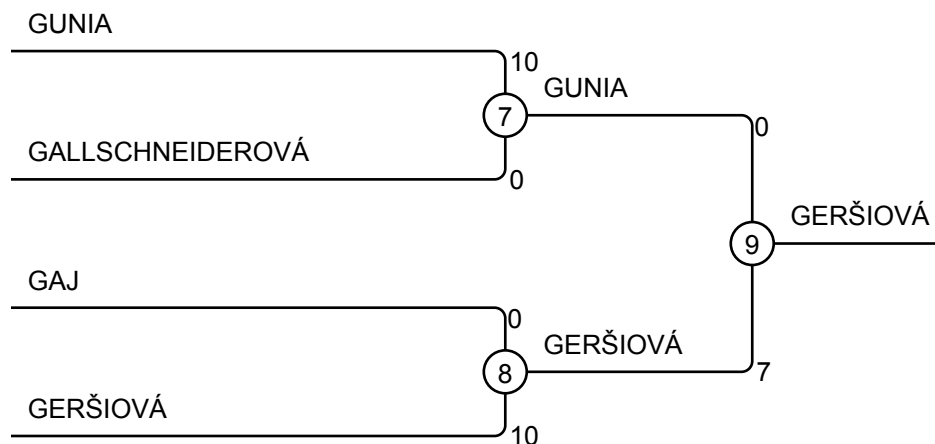 GUNIA
10
7
GUNIA
0
GALLSCHNEIDEROVÁ
0
9
GERŠIOVÁ
GAJ
0
8
GERŠIOVÁ
7
GERŠIOVÁ
10